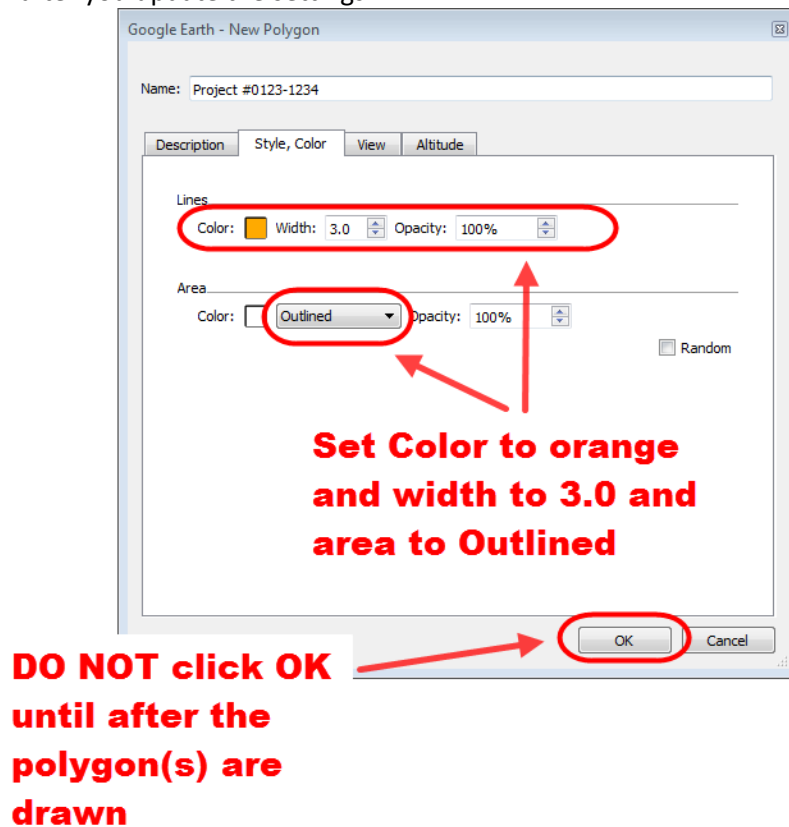 Google Earth - New Polygon
Name: Project #0123-1234
Description Style, Color View Altitude
Lines
Color: Width: 3.0 Opacity: 100%
Area
Color: Outlined Opacity: 100%
Random
Set Color to orange
and width to 3.0 and
area to Outlined
OK Cancel
DO NOT click OK
until after the
polygon(s) are
drawn